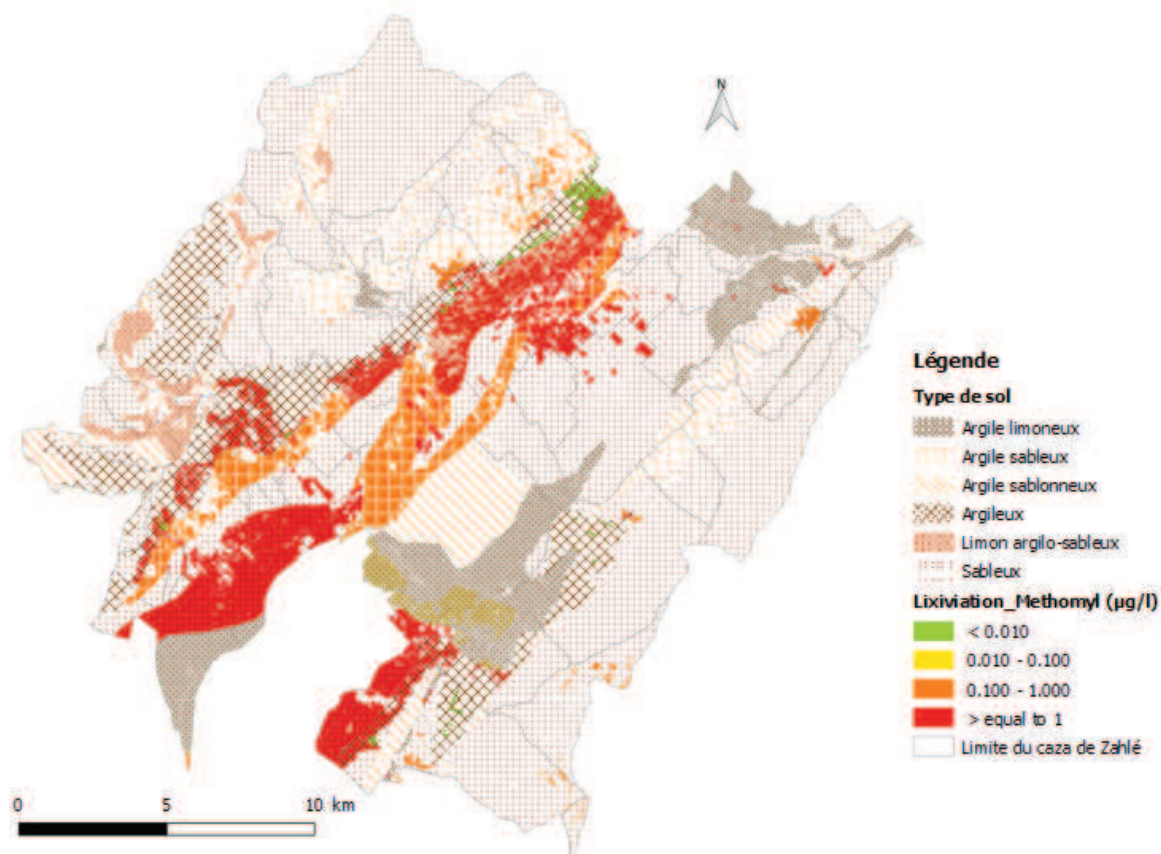 N
Légende
Type de sol
Argile limoneux
Argile sableux
Argile sablonneux
Argileux
Limon argilo-sableux
Sableux
Lixiviation_Methomyl (µg/l)
< 0.010
0.010 - 0.100
0.100 - 1.000
> equal to 1
Limite du caza de Zahlé
0 5 10 km